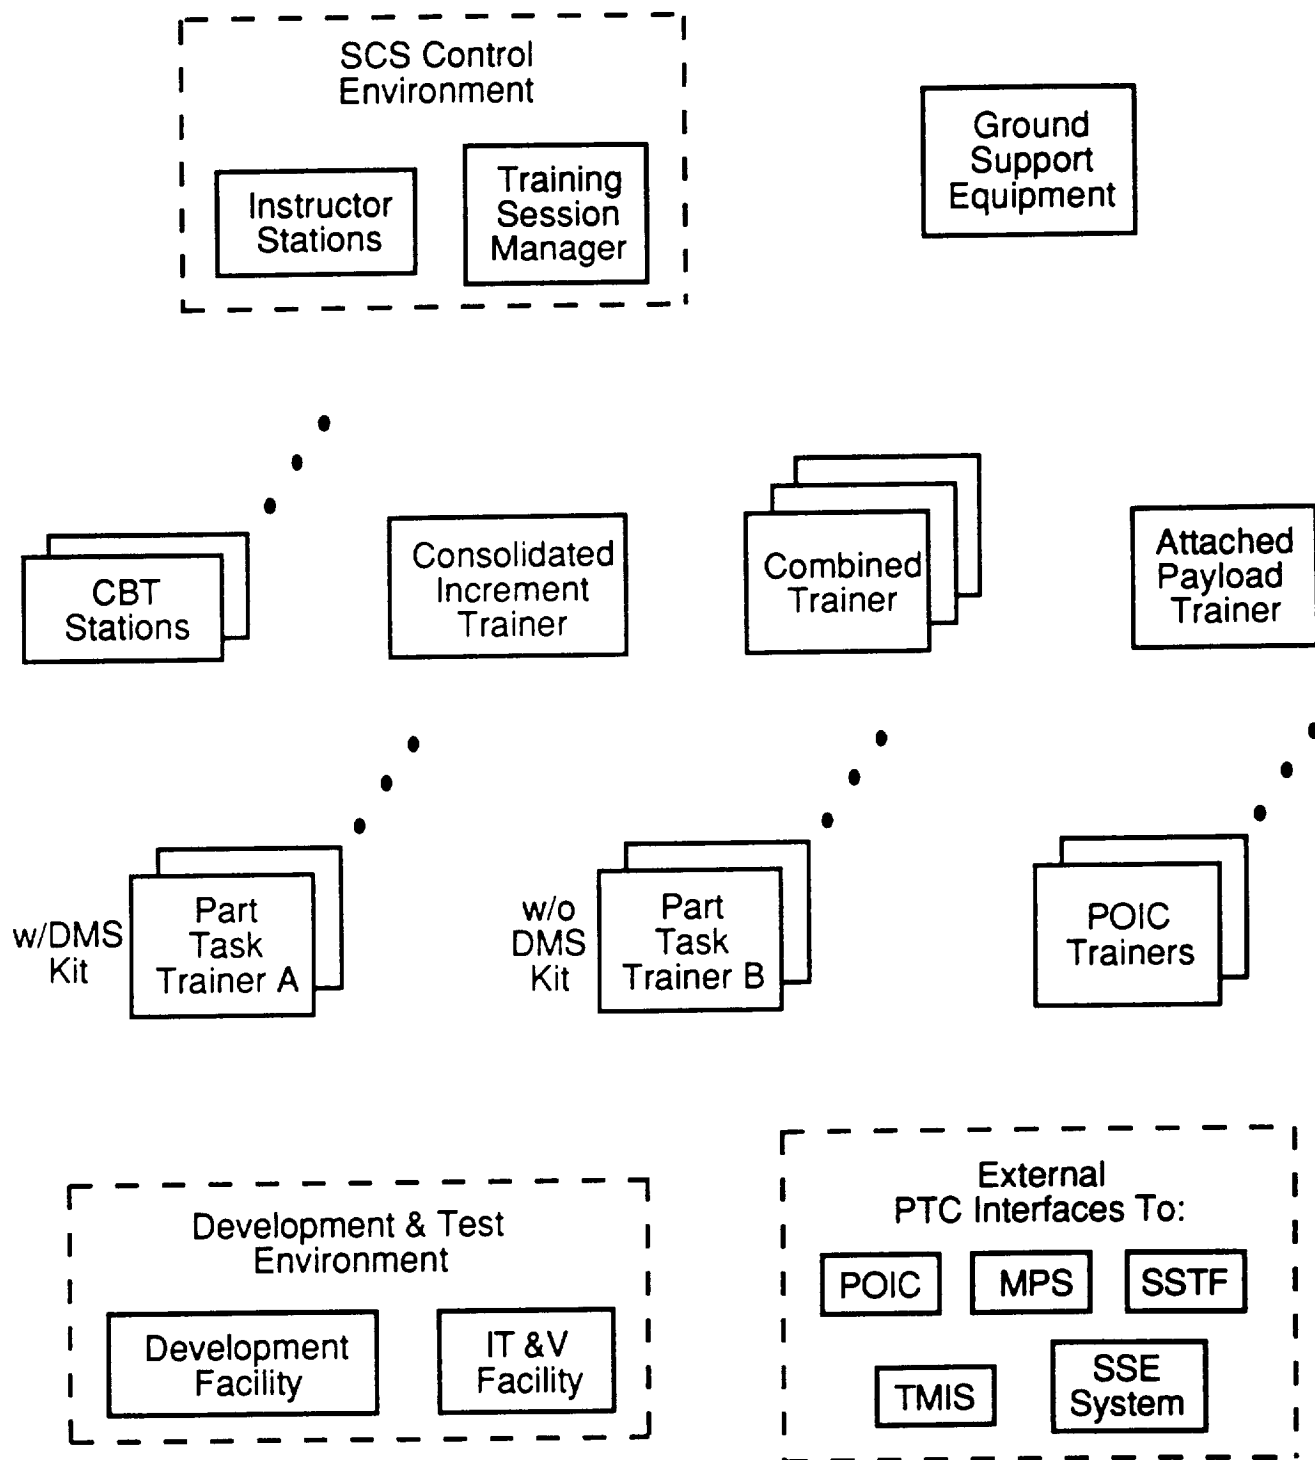 SCS Control
Environment
Instructor
Stations
Training
Session
Manager
Ground
Support
Equipment
CBT
Stations
Consolidated
Increment
Trainer
Combined
Trainer
Attached
Payload
Trainer
w/DMS
Kit
Part
Task
Trainer A
w/o
DMS
Kit
Part
Task
Trainer B
POIC
Trainers
Development & Test
Environment
Development
Facility
IT &V
Facility
External
PTC Interfaces To:
POIC
MPS
SSTF
TMIS
SSE
System